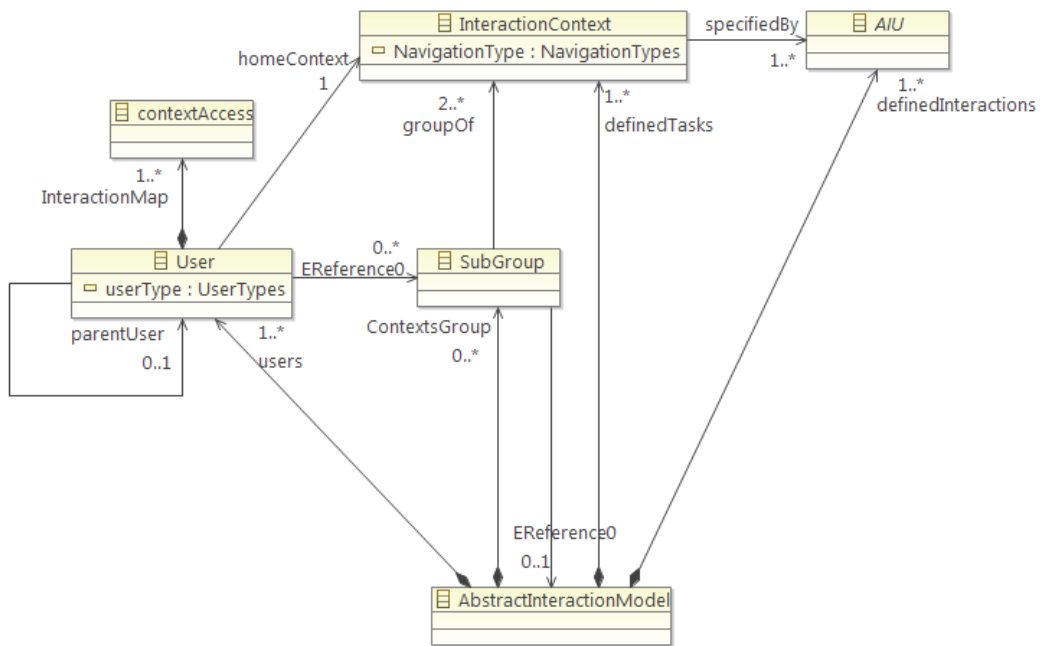 InteractionContext
NavigationType : NavigationTypes
specifiedBy
1..*
AIU
homeContext
1
1..*
definedInteractions
contextAccess
2..*
groupOf
1..*
definedTasks
1..*
InteractionMap
User
userType : UserTypes
0..*
EReference0
SubGroup
parentUser
0..1
1..*
users
ContextsGroup
0..*
EReference0
0..1
AbstractInteractionModel